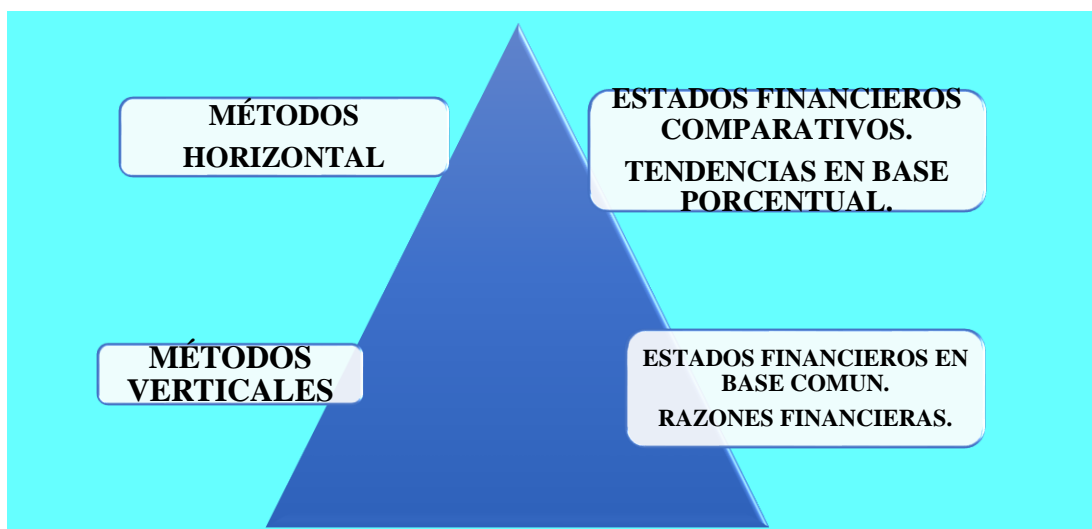 MÉTODOS
HORIZONTAL
ESTADOS FINANCIEROS
COMPARATIVOS.
TENDENCIAS EN BASE
PORCENTUAL.
MÉTODOS
VERTICALES
ESTADOS FINANCIEROS EN
BASE COMUN.
RAZONES FINANCIERAS.